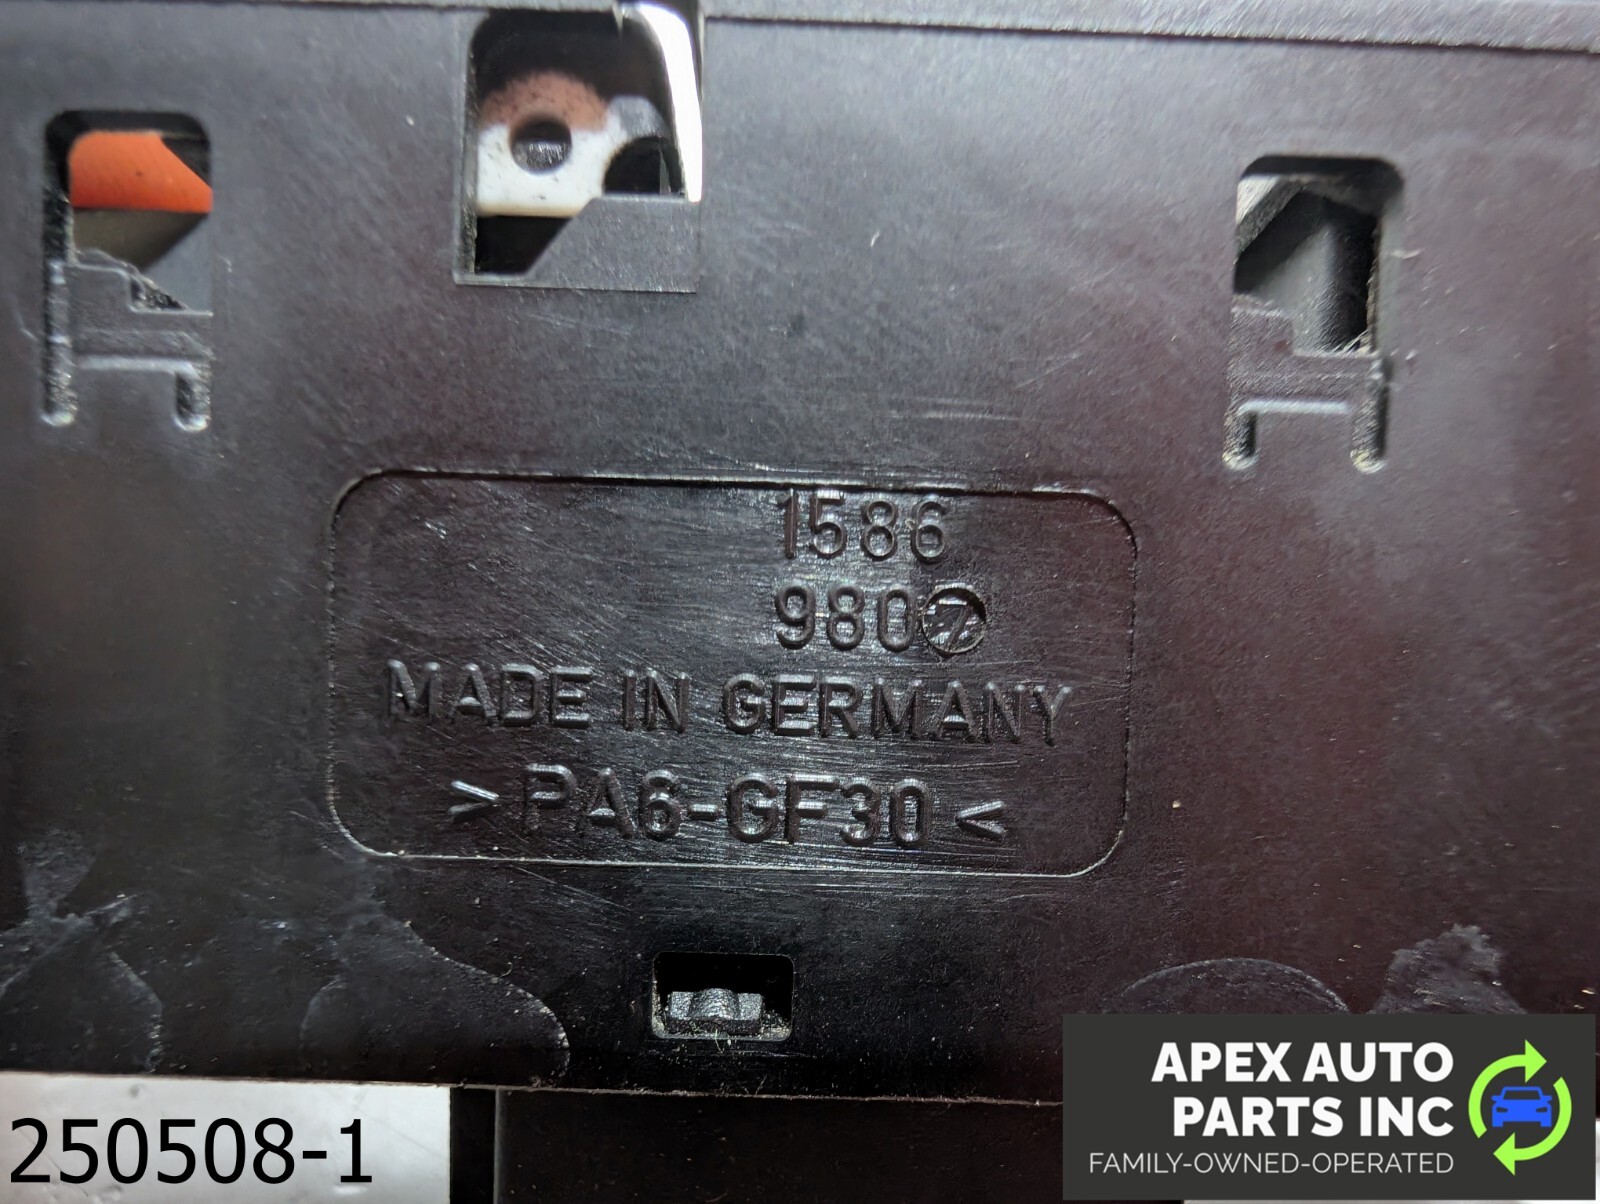 1586
9807
MADE IN GERMANY
> PA6-GF30 <
250508-1
APEX AUTO
PARTS INC
FAMILY-OWNED-OPERATED